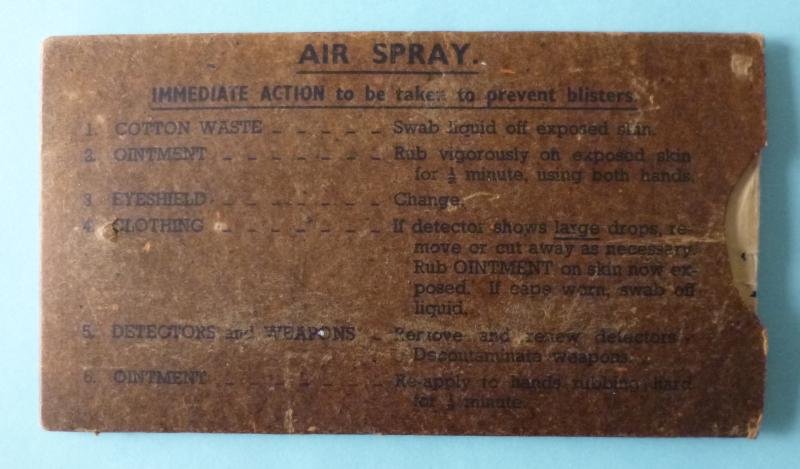 AIR SPRAY.
IMMEDIATE ACTION to be taken to prevent blisters.
1. COTTON WASTE – – – – – Swab liquid off exposed skin.
2. OINTMENT – – – – – – – Rub vigorously on exposed skin
for ½ minute, using both hands.
3. EYESHIELD – – – – – – – Change.
4. CLOTHING – – – – – – – If detector shows large drops, re-
move or cut away as necessary.
Rub OINTMENT on skin now ex-
posed. If cape worn, swab off
liquid.
5. DETECTORS and WEAPONS – Remove and renew detectors.
Decontaminate weapons.
6. OINTMENT – – – – – – – Re-apply to hands rubbing hard
for ½ minute.